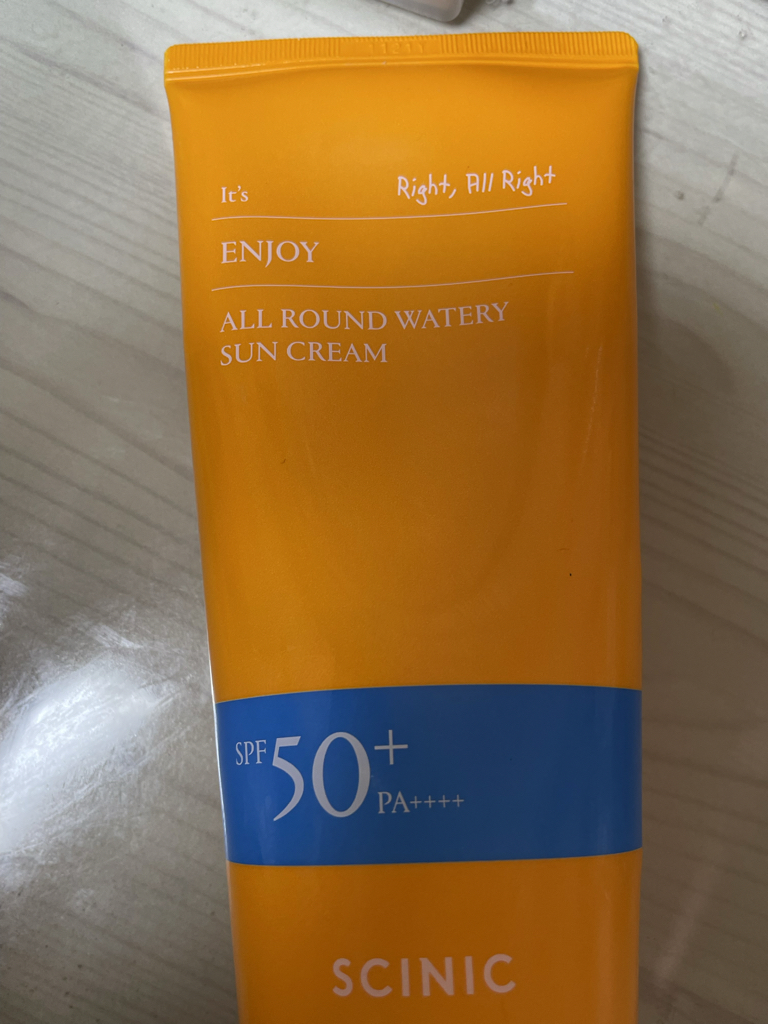 It's Right, All Right
ENJOY
ALL ROUND WATERY
SUN CREAM
SPF 50+
PA++++
SCINIC